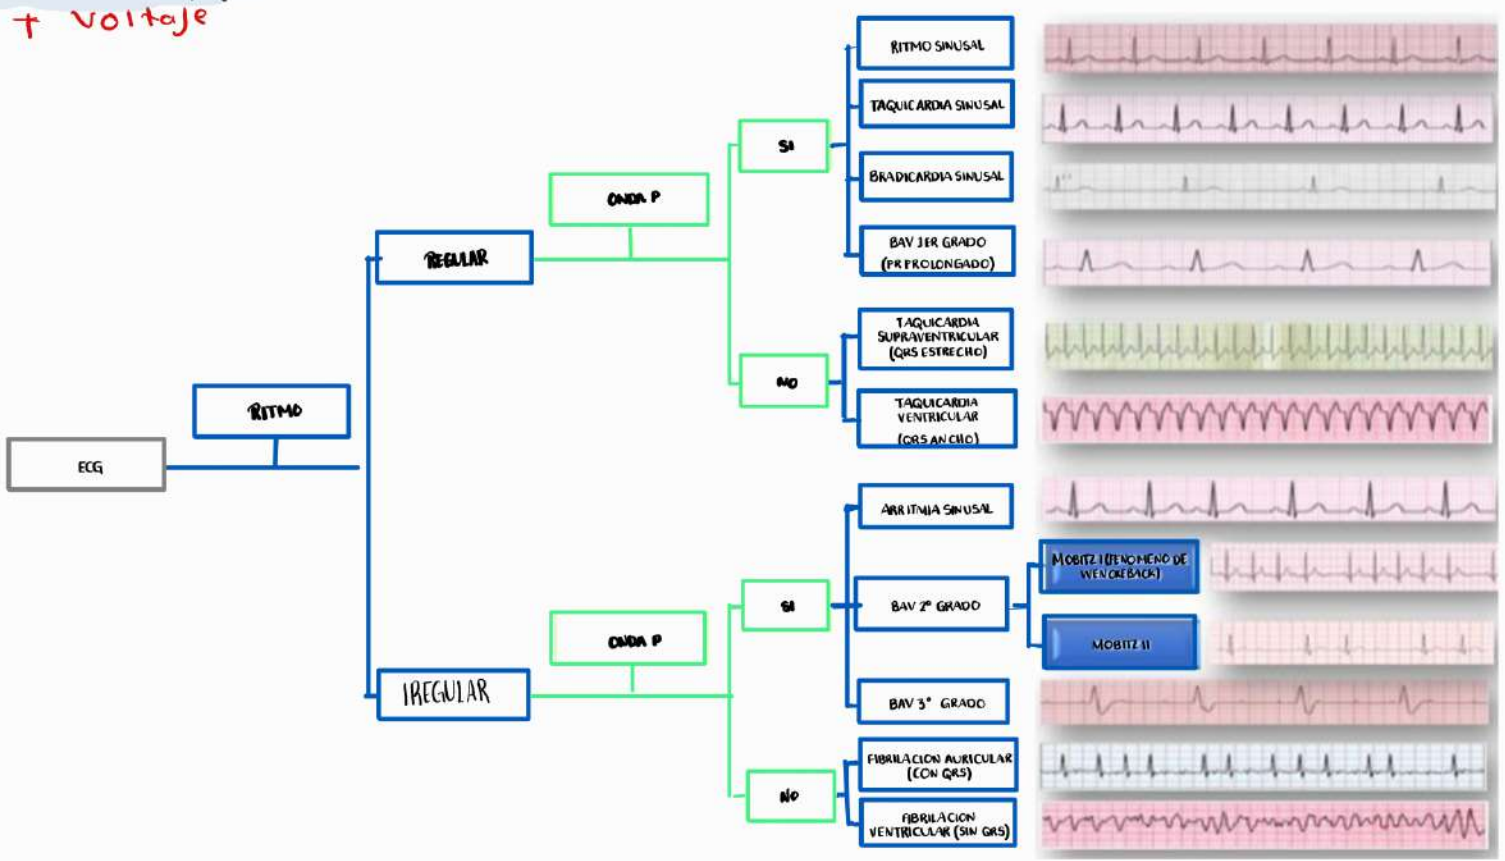 + Voltaje
ECG
RITMO
REGULAR
ONDA P
SI
RITMO SINUSAL
TAQUICARDIA SINUSAL
BRADICARDIA SINUSAL
BAV 1ER GRADO
(PR PROLONGADO)
NO
TAQUICARDIA
SUPRAVENTRICULAR
(QRS ESTRECHO)
TAQUICARDIA
VENTRICULAR
(QRS ANCHO)
IREGULAR
ONDA P
SI
ARRITMIA SINUSAL
BAV 2° GRADO
MOBITZ I (FENOMENO DE
WENCKEBACK)
MOBITZ II
BAV 3° GRADO
NO
FIBRILACION AURICULAR
(CON QRS)
FIBRILACION
VENTRICULAR (SIN QRS)